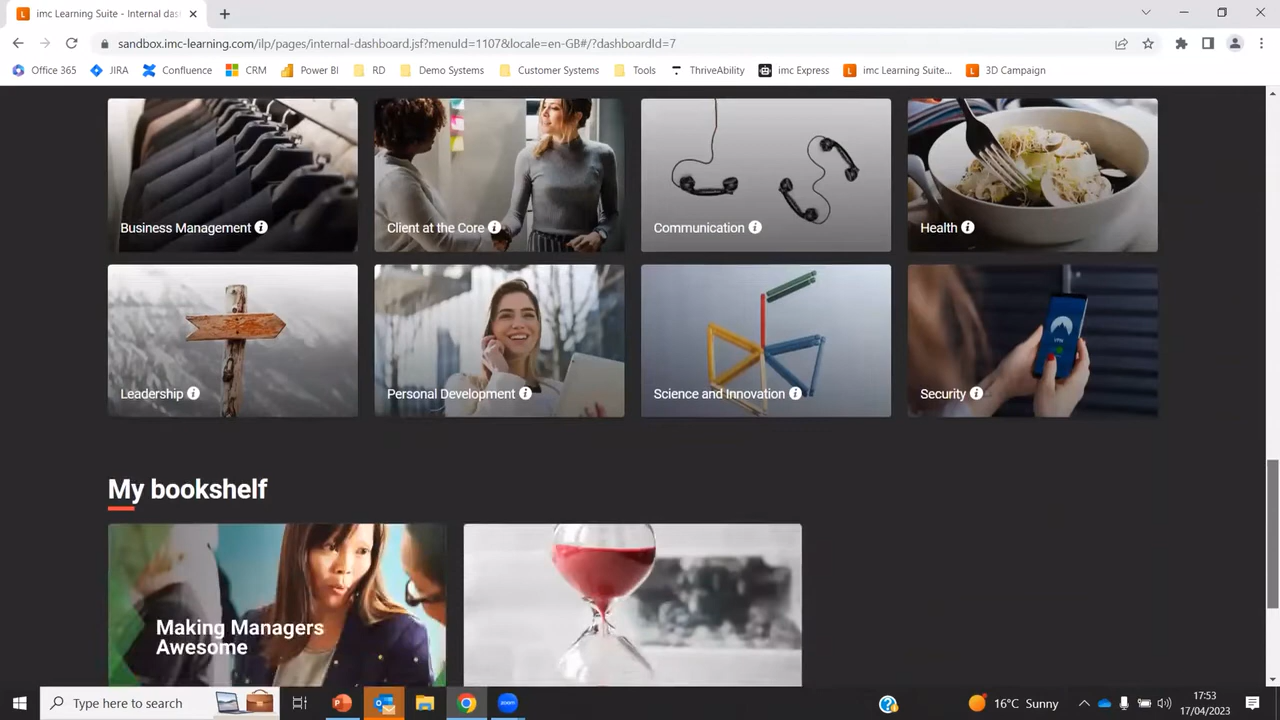 imc Learning Suite - Internal das
sandbox.imc-learning.com/ilp/pages/internal-dashboard.jsf?menuId=1107&locale=en-GB#/?dashboardId=7
Office 365 JIRA Confluence CRM Power BI RD Demo Systems Customer Systems Tools ThriveAbility imc Express imc Learning Suite... 3D Campaign
Business Management Client at the Core Communication Health
VPN
Leadership Personal Development Science and Innovation Security
My bookshelf
Making Managers
Awesome
Type here to search
zoom
16°C Sunny
17:53
17/04/2023